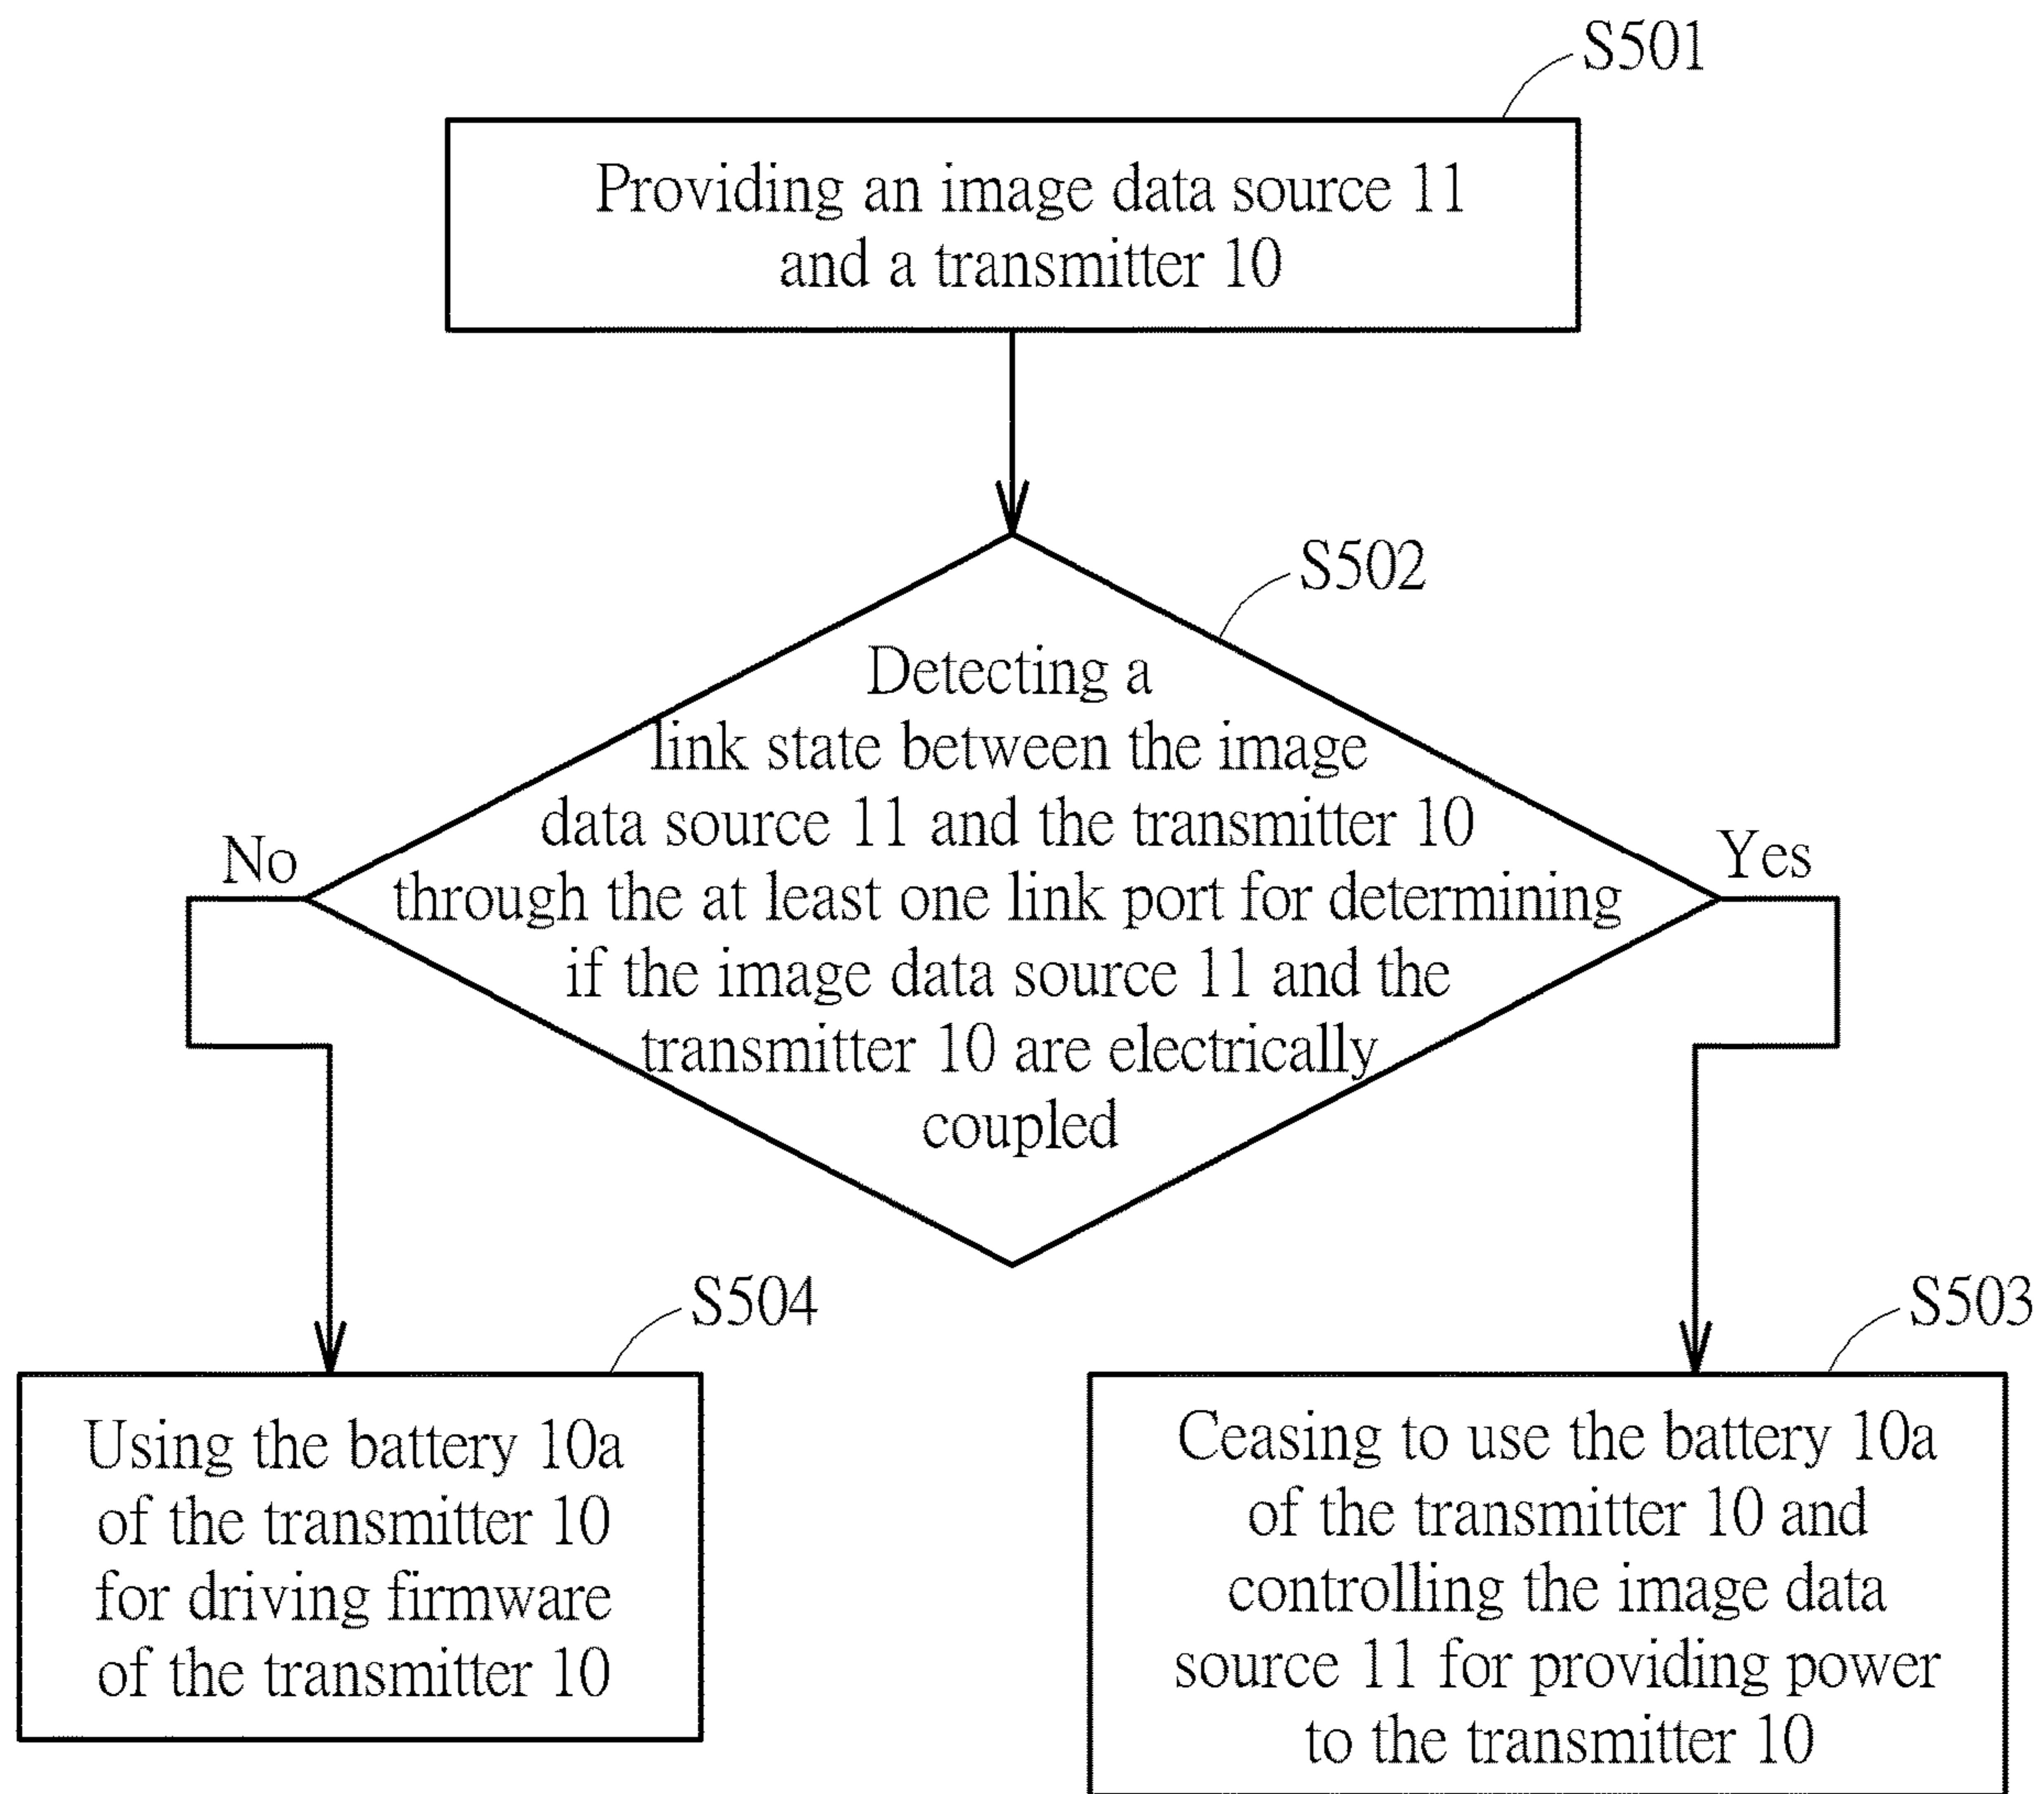 S501
Providing an image data source 11
and a transmitter 10
S502
Detecting a
link state between the image
data source 11 and the transmitter 10
through the at least one link port for determining
if the image data source 11 and the
transmitter 10 are electrically
coupled
No
Yes
S504
Using the battery 10a
of the transmitter 10
for driving firmware
of the transmitter 10
S503
Ceasing to use the battery 10a
of the transmitter 10 and
controlling the image data
source 11 for providing power
to the transmitter 10